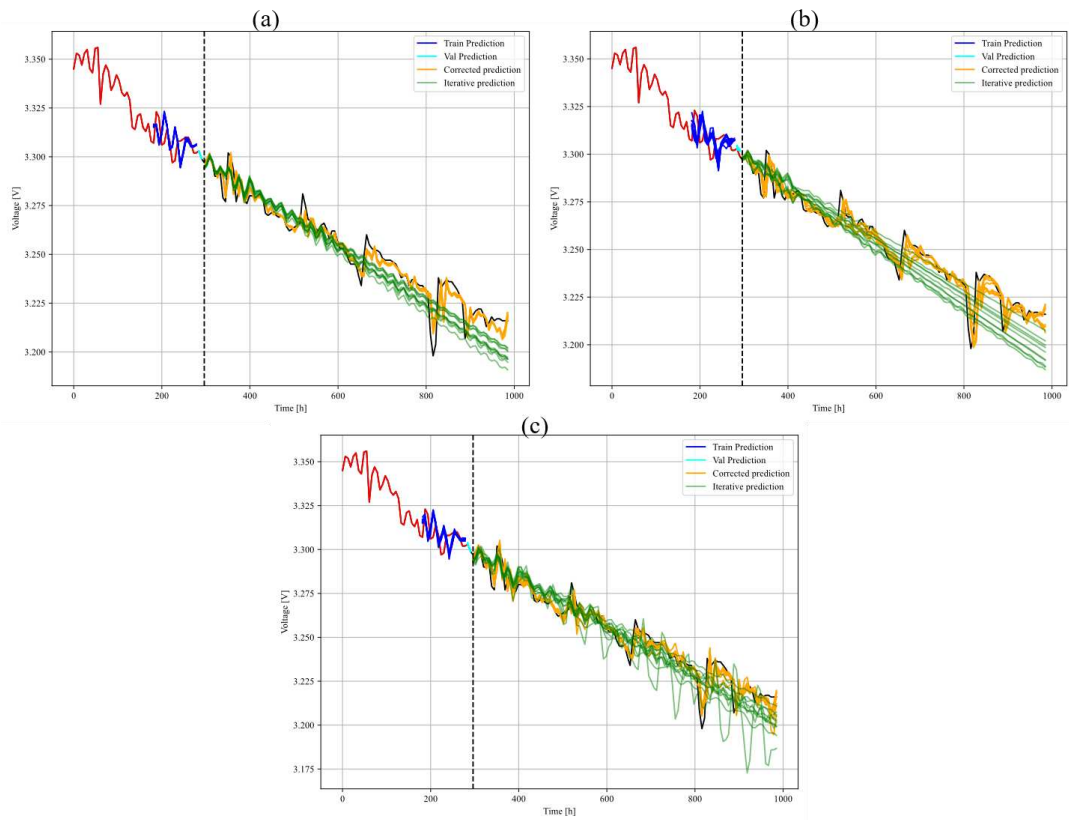 (a)
Train Prediction
Val Prediction
Corrected prediction
Iterative prediction
3.350
3.325
3.300
3.275
3.250
3.225
3.200
Voltage [V]
0 200 400 600 800 1000
Time [h]
(b)
Train Prediction
Val Prediction
Corrected prediction
Iterative prediction
3.350
3.325
3.300
3.275
3.250
3.225
3.200
Voltage [V]
0 200 400 600 800 1000
Time [h]
(c)
Train Prediction
Val Prediction
Corrected prediction
Iterative prediction
3.350
3.325
3.300
3.275
3.250
3.225
3.200
3.175
Voltage [V]
0 200 400 600 800 1000
Time [h]